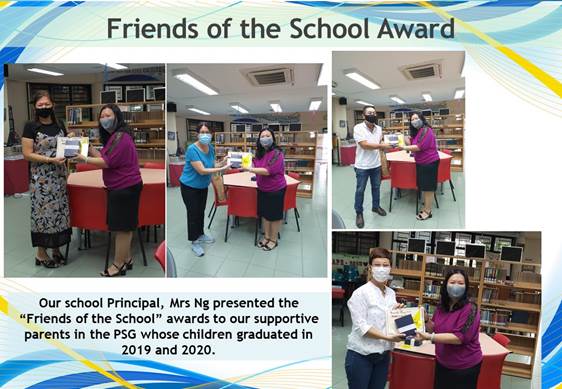 Friends of the School Award
Our school Principal, Mrs Ng presented the
“Friends of the School” awards to our supportive
parents in the PSG whose children graduated in
2019 and 2020.